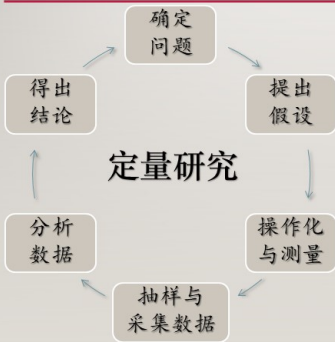 确定
问题
提出
假设
操作化
与测量
抽样与
采集数据
分析
数据
得出
结论
定量研究